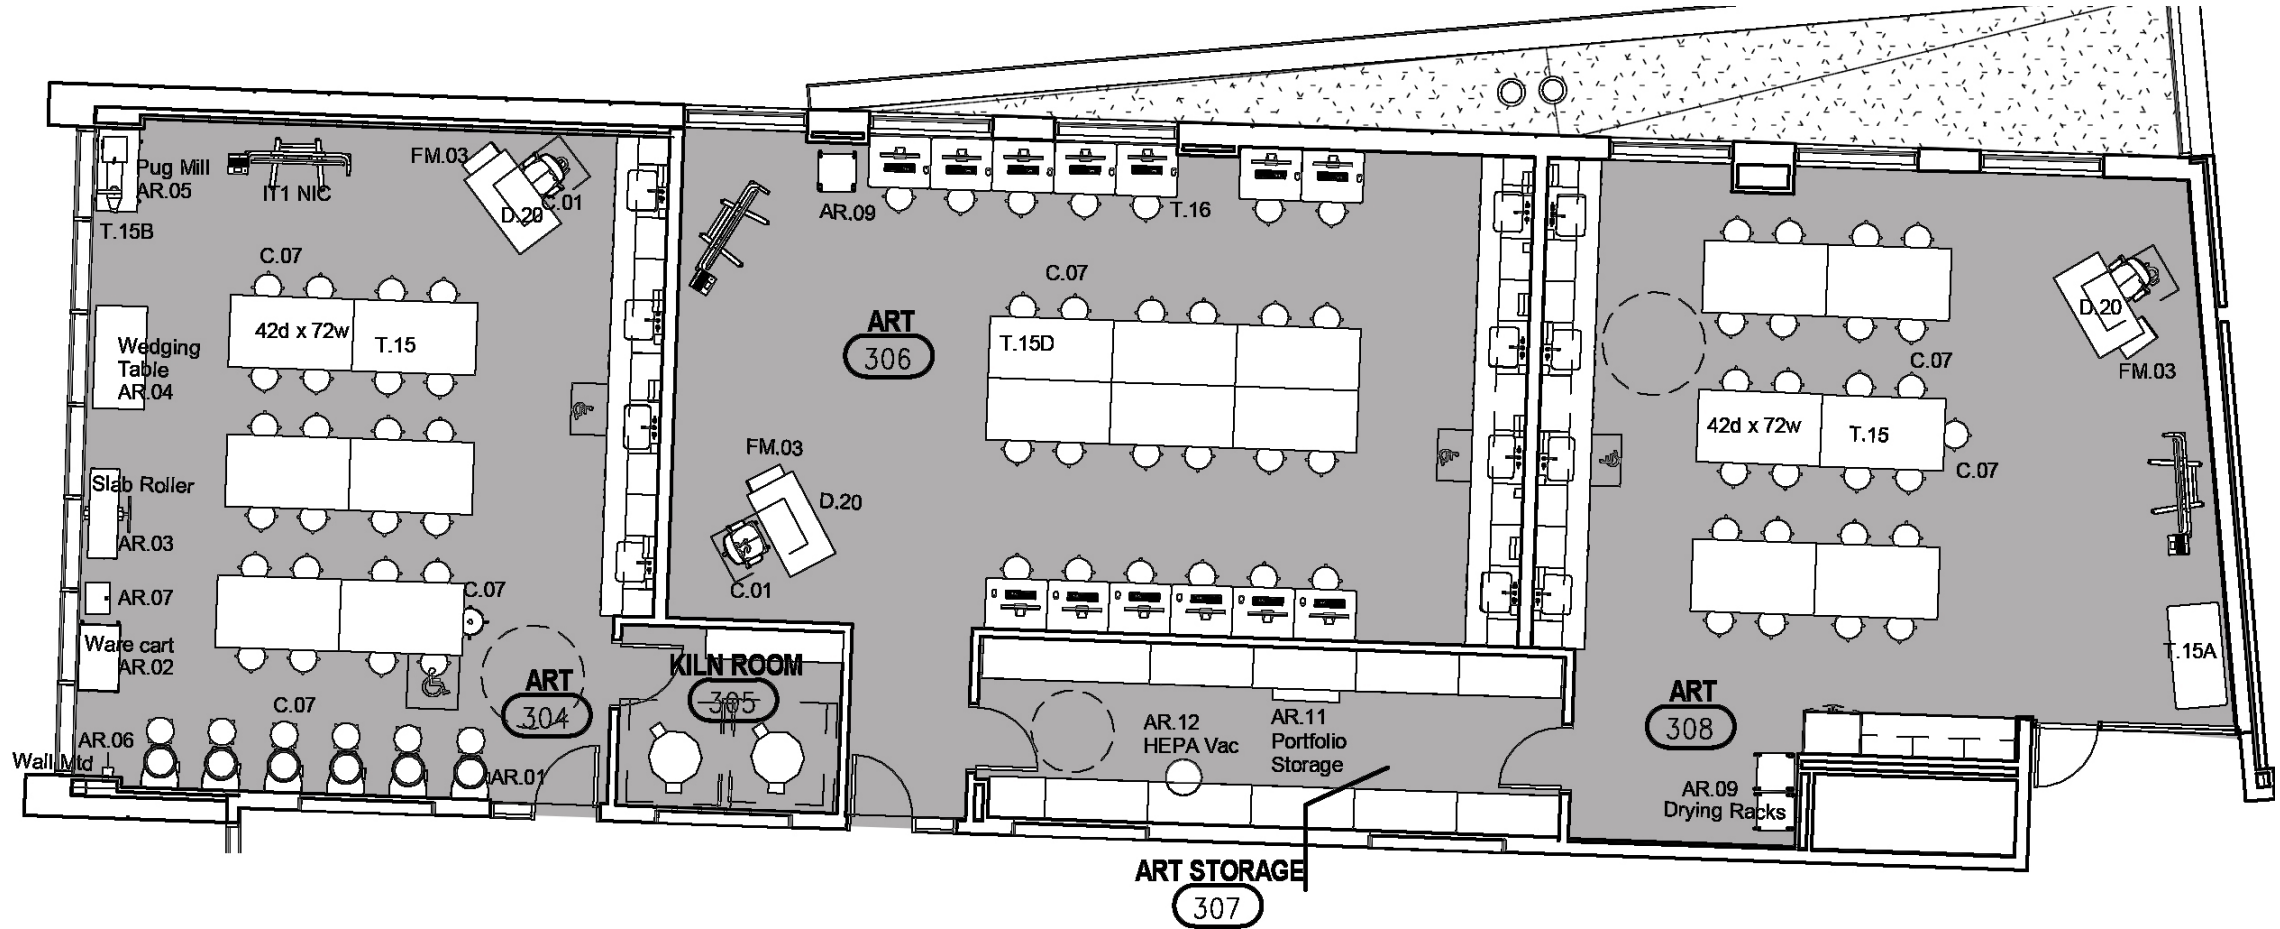 Pug Mill
AR.05
T.15B
IT1 NIC
FM.03
D.20
C.01
C.07
42d x 72w
T.15
Wedging
Table
AR.04
Slab Roller
AR.03
AR.07
Ware cart
AR.02
C.07
C.07
AR.06
Wall Mtd
AR.01
ART
304
KILN ROOM
305
AR.09
T.16
C.07
ART
306
T.15D
FM.03
D.20
C.01
AR.12
HEPA Vac
AR.11
Portfolio
Storage
ART STORAGE
307
D.20
FM.03
C.07
42d x 72w
T.15
C.07
T.15A
ART
308
AR.09
Drying Racks